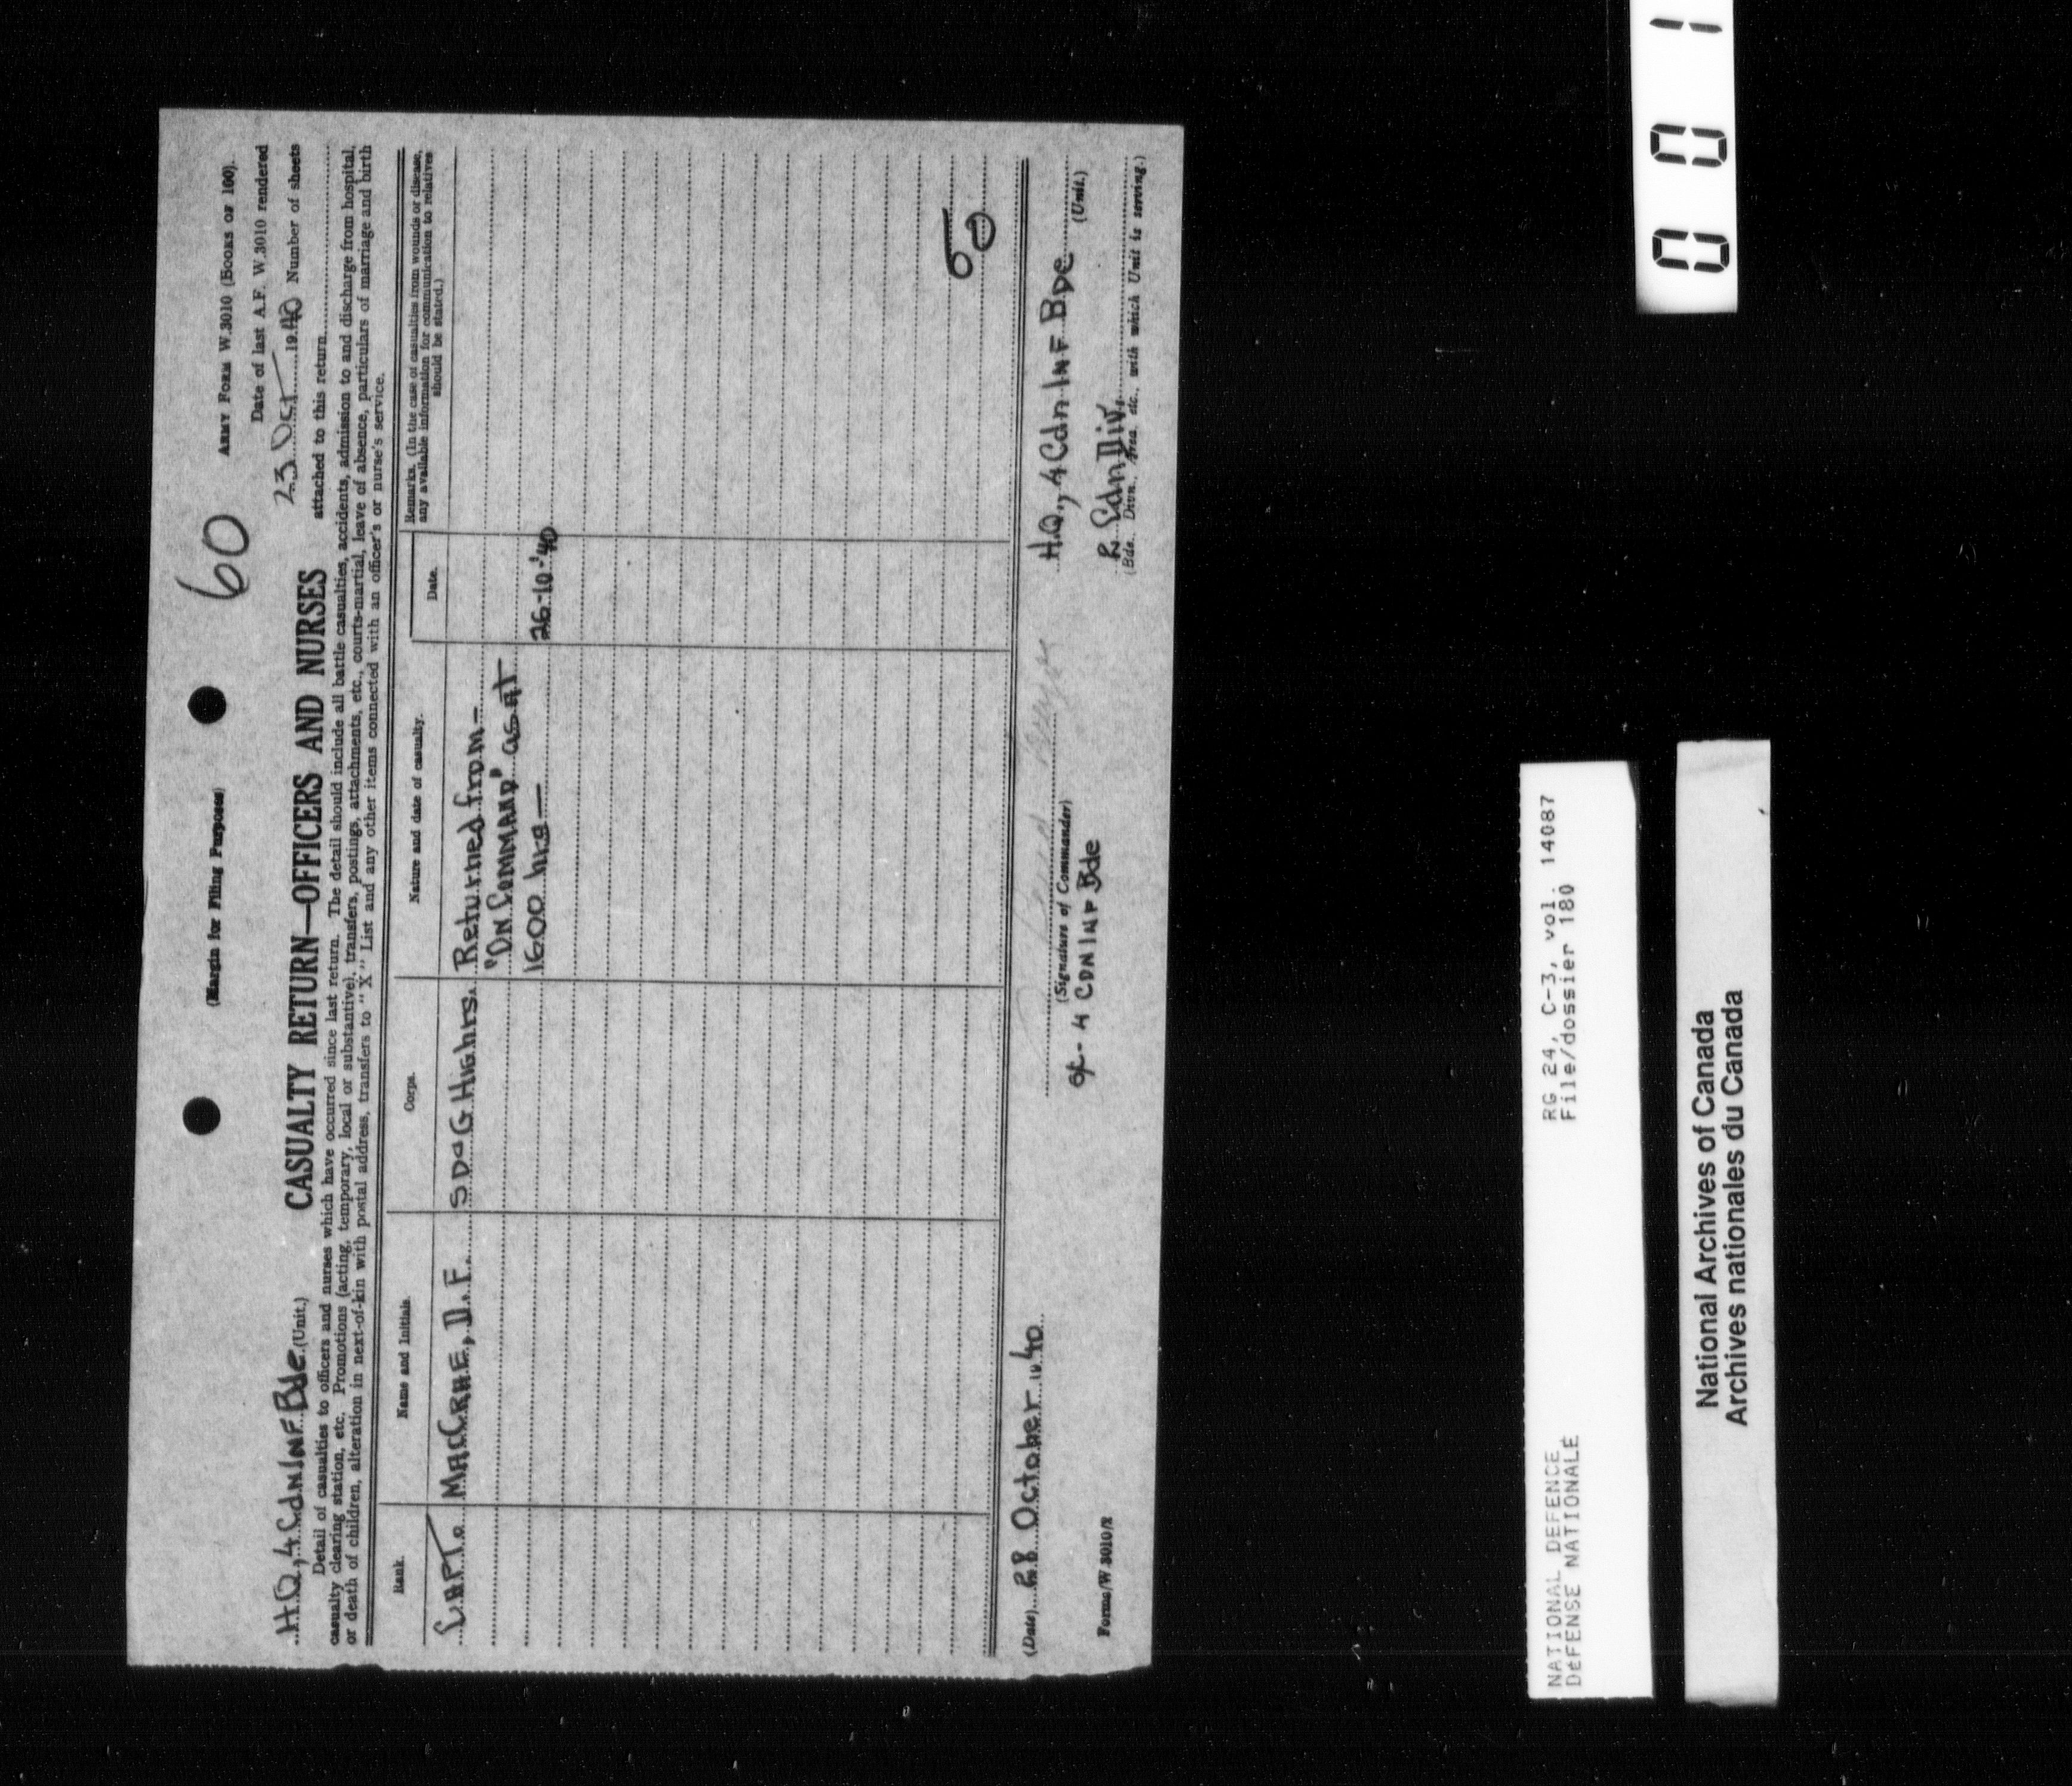 60
ARMY FORM W.3010 (BOOKS OF 100).
(Margin for Filing Purposes)
Date of last A.F. W.3010 rendered
23 Oct 1940 Number of sheets
attached to this return
H.Q., 4 Cdn INF Bde (Unit.)
CASUALTY RETURN—OFFICERS AND NURSES
Detail of casualties to officers and nurses which have occurred since last return. The detail should include all battle casualties, accidents, admission to and discharge from hospital,
casualty clearing station, etc. Promotions (acting, temporary, local or substantive), transfers, postings, attachments, etc., courts-martial, leave of absence, particulars of marriage and birth
or death of children, alteration in next-of-kin with postal address, transfers to "X" List and any other items connected with an officer's or nurse's service.
Rank. Name and Initials. Corps. Nature and date of casualty. Date. Remarks. (In the case of casualties from wounds or disease,
any available information for communication to relatives
should be stated.)
CAPT. MACCRAE, D.F. SD&G Highrs. Returned from
"ON COMMAND" as at
1600 hrs 26-10-'40
(Date) 28 October 1940
(Signature of Commander)
o/c - 4 CDN INF Bde
H.Q., 4 Cdn INF BDE (Unit.)
2 Cdn Div.
(Bde., Divn., Area, etc., with which Unit is serving.)
Forms/W.3010/2
NATIONAL DEFENCE
DéFENSE NATIONALE
RG 24, C-3, vol. 14087
File/dossier 180
National Archives of Canada
Archives nationales du Canada
001